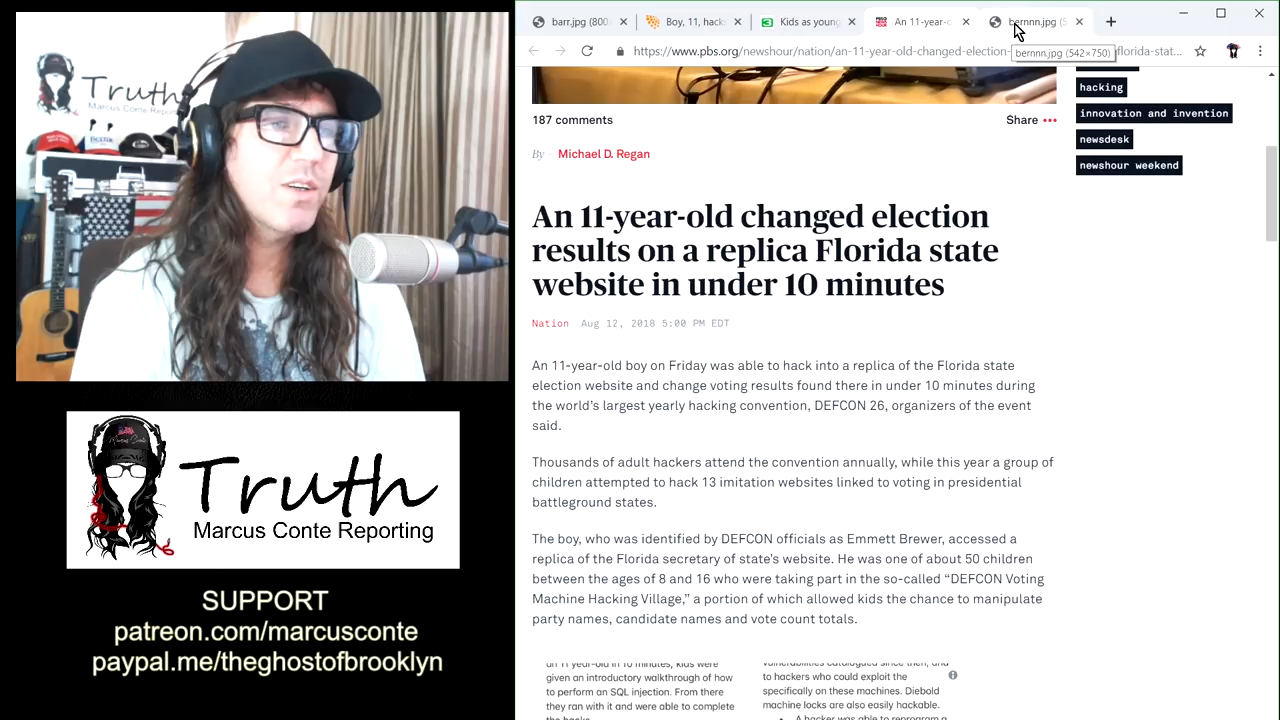 barr.jpg (800
Boy, 11, hack
Kids as young
An 11-year-o
bernnn.jpg (5
https://www.pbs.org/newshour/nation/an-11-year-old-changed-election-
florida-stat...
bernnn.jpg (542×750)
Truth
Marcus Conte Reporting
187 comments
Share
By
Michael D. Regan
hacking
innovation and invention
newsdesk
newshour weekend
An 11-year-old changed election
results on a replica Florida state
website in under 10 minutes
Nation Aug 12, 2018 5:00 PM EDT
An 11-year-old boy on Friday was able to hack into a replica of the Florida state
election website and change voting results found there in under 10 minutes during
the world’s largest yearly hacking convention, DEFCON 26, organizers of the event
said.
Thousands of adult hackers attend the convention annually, while this year a group of
children attempted to hack 13 imitation websites linked to voting in presidential
battleground states.
The boy, who was identified by DEFCON officials as Emmett Brewer, accessed a
replica of the Florida secretary of state’s website. He was one of about 50 children
between the ages of 8 and 16 who were taking part in the so-called “DEFCON Voting
Machine Hacking Village,” a portion of which allowed kids the chance to manipulate
party names, candidate names and vote count totals.
an 11 year-old in 10 minutes, kids were
given an introductory walkthrough of how
to perform an SQL injection. From there
they ran with it and were able to complete
the hacks
vulnerabilities catalogued since then, and
to hackers who could exploit the
specifically on these machines. Diebold
machine locks are also easily hackable.
A hacker was able to reprogram a
Truth
Marcus Conte Reporting
SUPPORT
patreon.com/marcusconte
paypal.me/theghostofbrooklyn